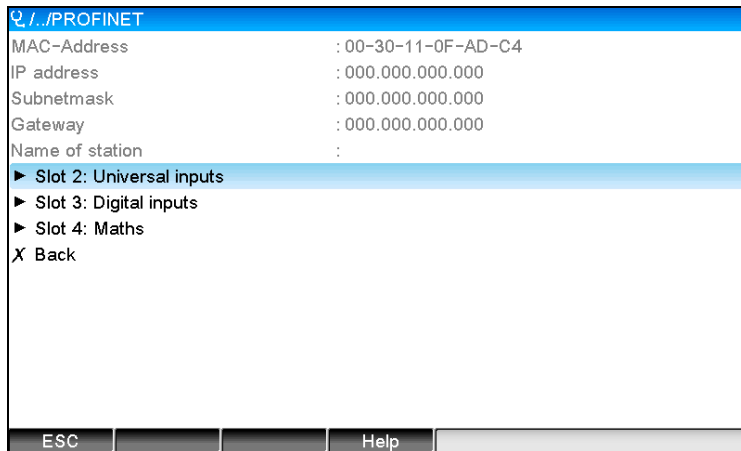 /../PROFINET
MAC-Address : 00-30-11-0F-AD-C4
IP address : 000.000.000.000
Subnetmask : 000.000.000.000
Gateway : 000.000.000.000
Name of station :
► Slot 2: Universal inputs
► Slot 3: Digital inputs
► Slot 4: Maths
X Back
ESC Help